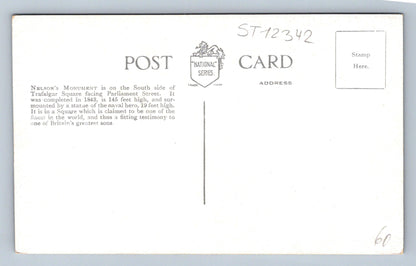 ST12342
POST CARD
"NATIONAL"
SERIES
Stamp
Here.
ADDRESS
NELSON'S MONUMENT is on the South side of
Trafalgar Square facing Parliament Street. It
was completed in 1843, is 145 feet high, and sur-
mounted by a statue of the naval hero, 19 feet high.
It is in a Square which is claimed to be one of the
finest in the world, and thus a fitting testimony to
one of Britain's greatest sons.